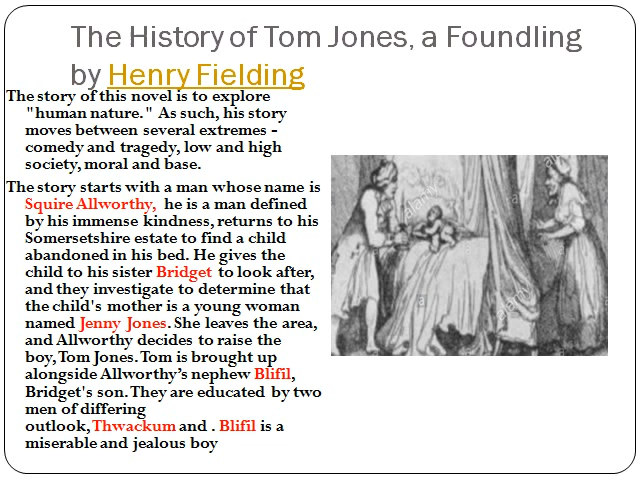 The History of Tom Jones, a Foundling
by Henry Fielding
The story of this novel is to explore
"human nature." As such, his story
moves between several extremes -
comedy and tragedy, low and high
society, moral and base.
The story starts with a man whose name is
Squire Allworthy, he is a man defined
by his immense kindness, returns to his
Somersetshire estate to find a child
abandoned in his bed. He gives the
child to his sister Bridget to look after,
and they investigate to determine that
the child's mother is a young woman
named Jenny Jones. She leaves the area,
and Allworthy decides to raise the
boy, Tom Jones. Tom is brought up
alongside Allworthy’s nephew Blifil,
Bridget's son. They are educated by two
men of differing
outlook, Thwackum and . Blifil is a
miserable and jealous boy